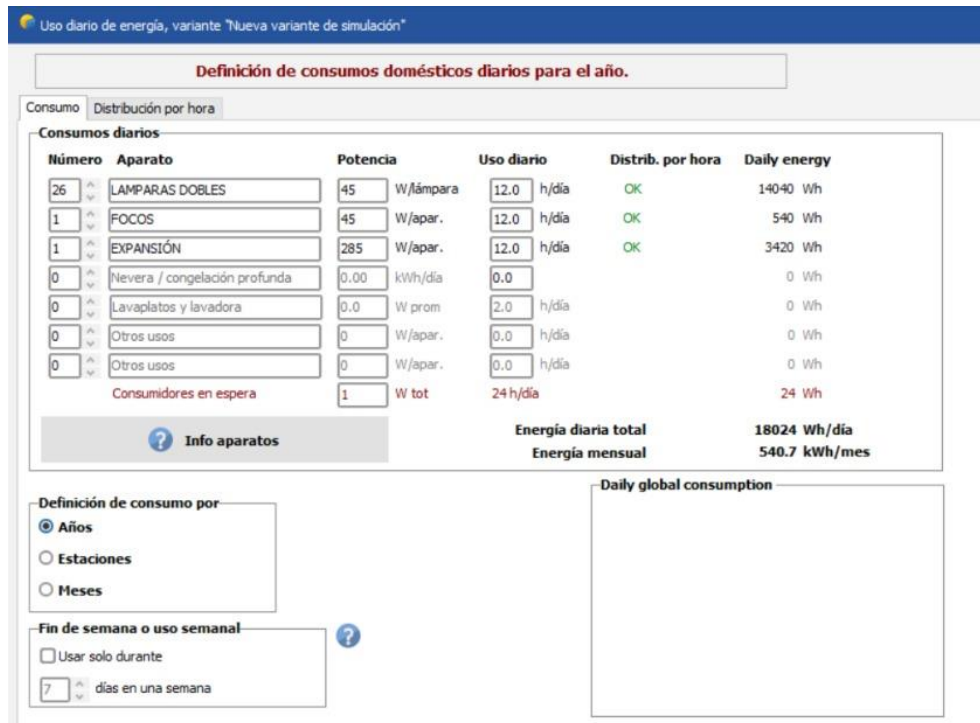 Uso diario de energía, variante "Nueva variante de simulación"
Definición de consumos domésticos diarios para el año.
Consumo Distribución por hora
Consumos diarios
Número Aparato Potencia Uso diario Distrib. por hora Daily energy
26 LAMPARAS DOBLES 45 W/lámpara 12.0 h/día OK 14040 Wh
1 FOCOS 45 W/apar. 12.0 h/día OK 540 Wh
1 EXPANSIÓN 285 W/apar. 12.0 h/día OK 3420 Wh
0 Nevera / congelación profunda 0.00 kWh/día 0.0 0 Wh
0 Lavaplatos y lavadora 0.0 W prom 2.0 h/día 0 Wh
0 Otros usos 0 W/apar. 0.0 h/día 0 Wh
0 Otros usos 0 W/apar. 0.0 h/día 0 Wh
Consumidores en espera 1 W tot 24 h/día 24 Wh
? Info aparatos
Energía diaria total 18024 Wh/día
Energía mensual 540.7 kWh/mes
Definición de consumo por
Años
Estaciones
Meses
Daily global consumption
Fin de semana o uso semanal
?
Usar solo durante
7 días en una semana